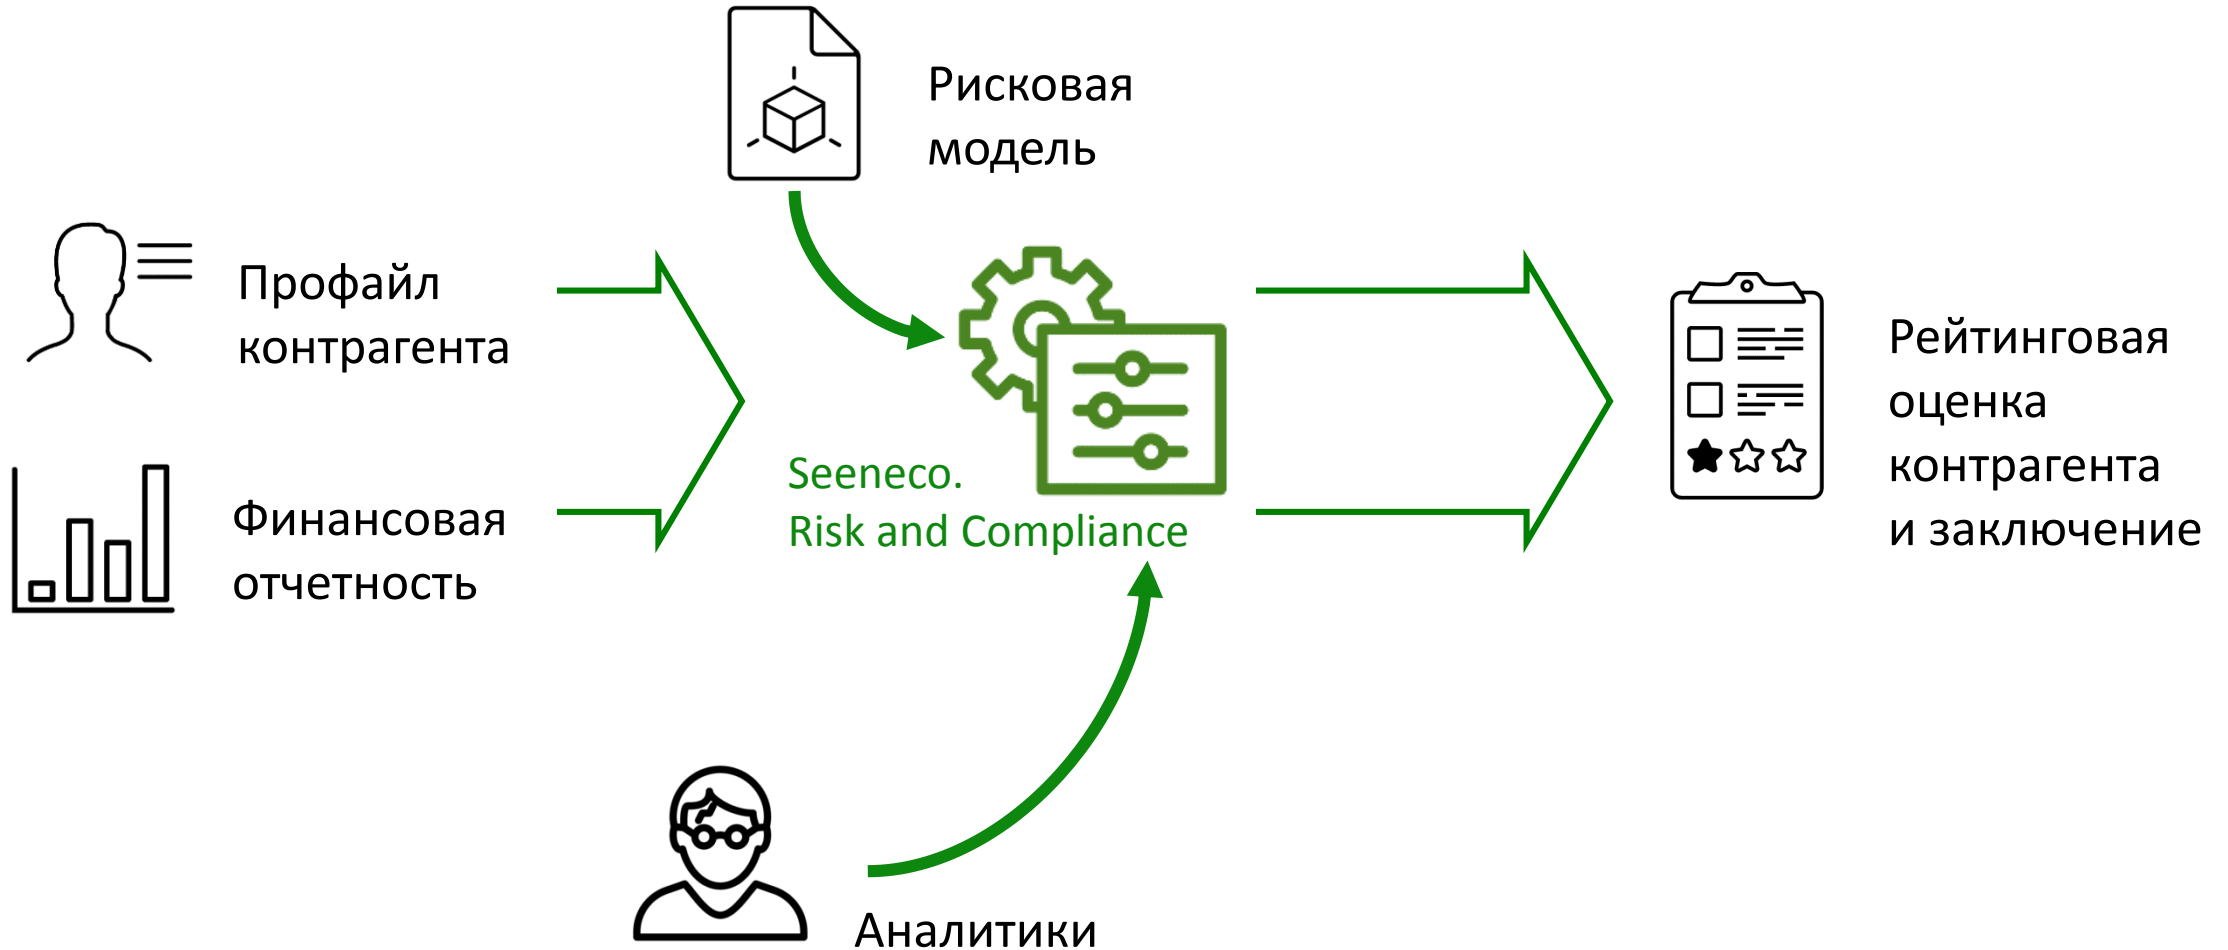 Рисковая
модель
Профайл
контрагента
Финансовая
отчетность
Seeneco.
Risk and Compliance
Рейтинговая
оценка
контрагента
и заключение
Аналитики